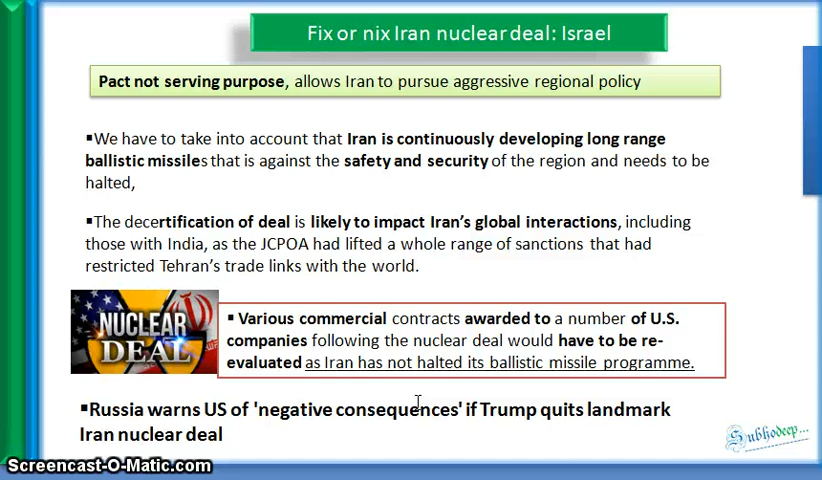 Fix or nix Iran nuclear deal: Israel
Pact not serving purpose, allows Iran to pursue aggressive regional policy
▪We have to take into account that Iran is continuously developing long range
ballistic missiles that is against the safety and security of the region and needs to be
halted,
▪The decertification of deal is likely to impact Iran’s global interactions, including
those with India, as the JCPOA had lifted a whole range of sanctions that had
restricted Tehran’s trade links with the world.
NUCLEAR
DEAL
▪ Various commercial contracts awarded to a number of U.S.
companies following the nuclear deal would have to be re-
evaluated as Iran has not halted its ballistic missile programme.
▪Russia warns US of 'negative consequences' if Trump quits landmark
Iran nuclear deal
Subhodeep...
Screencast-O-Matic.com